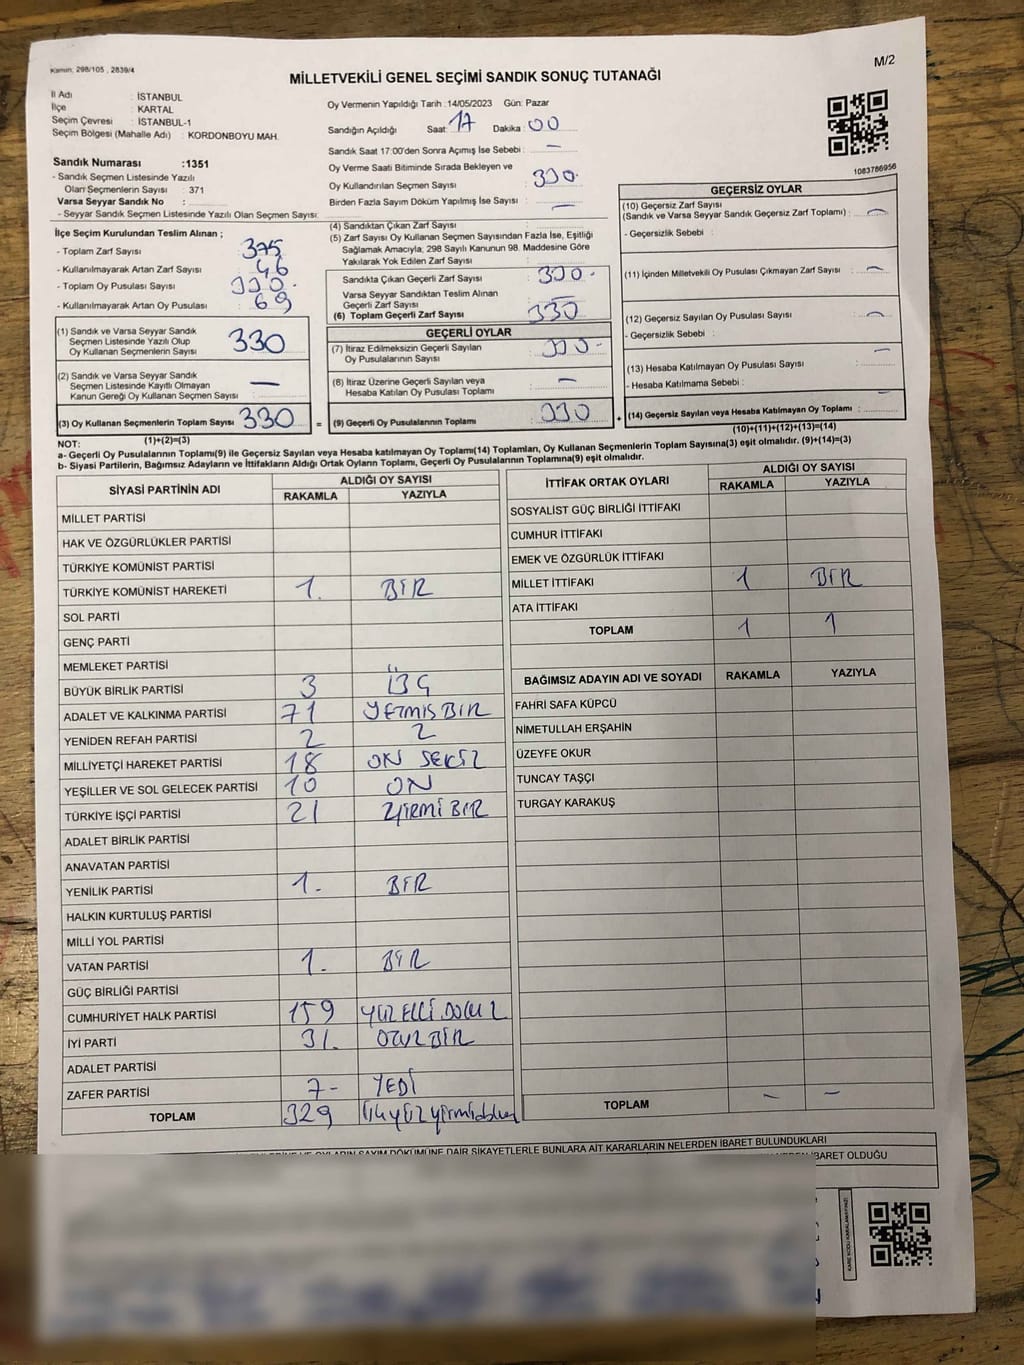 Kanun; 298/105 , 2839/4
M/2
MİLLETVEKİLİ GENEL SEÇİMİ SANDIK SONUÇ TUTANAĞI
İl Adı : İSTANBUL
İlçe : KARTAL
Seçim Çevresi : İSTANBUL-1
Seçim Bölgesi (Mahalle Adı) : KORDONBOYU MAH.
Sandık Numarası :1351
- Sandık Seçmen Listesinde Yazılı
Olan Seçmenlerin Sayısı : 371
Varsa Seyyar Sandık No :
- Seyyar Sandık Seçmen Listesinde Yazılı Olan Seçmen Sayısı:
Oy Vermenin Yapıldığı Tarih :14/05/2023 Gün: Pazar
Sandığın Açıldığı Saat: 17 Dakika : 00
Sandık Saat 17:00'den Sonra Açımış İse Sebebi : –
Oy Verme Saati Bitiminde Sırada Bekleyen ve
Oy Kullandırılan Seçmen Sayısı : 330.
Birden Fazla Sayım Döküm Yapılmış İse Sayısı : –
1083786956
İlçe Seçim Kurulundan Teslim Alınan ;
- Toplam Zarf Sayısı : 375
- Kullanılmayarak Artan Zarf Sayısı : 46
- Toplam Oy Pusulası Sayısı :
- Kullanılmayarak Artan Oy Pusulası : 69
(4) Sandıktan Çıkan Zarf Sayısı :
(5) Zarf Sayısı Oy Kullanan Seçmen Sayısından Fazla İse, Eşitliği
Sağlamak Amacıyla, 298 Sayılı Kanunun 98. Maddesine Göre
Yakılarak Yok Edilen Zarf Sayısı :
Sandıkta Çıkan Geçerli Zarf Sayısı : 330.
Varsa Seyyar Sandıktan Teslim Alınan
Geçerli Zarf Sayısı : –
(6) Toplam Geçerli Zarf Sayısı : 330
GEÇERLİ OYLAR
(7) İtiraz Edilmeksizin Geçerli Sayılan
Oy Pusulalarının Sayısı : 330-
(8) İtiraz Üzerine Geçerli Sayılan veya
Hesaba Katılan Oy Pusulası Toplamı : –
(9) Geçerli Oy Pusulalarının Toplamı : 330
GEÇERSİZ OYLAR
(10) Geçersiz Zarf Sayısı
(Sandık ve Varsa Seyyar Sandık Geçersiz Zarf Toplamı) : –
- Geçersizlik Sebebi :
(11) İçinden Milletvekili Oy Pusulası Çıkmayan Zarf Sayısı : –
(12) Geçersiz Sayılan Oy Pusulası Sayısı : –
- Geçersizlik Sebebi :
(13) Hesaba Katılmayan Oy Pusulası Sayısı : –
- Hesaba Katılmama Sebebi :
+ (14) Geçersiz Sayılan veya Hesaba Katılmayan Oy Toplamı : –
(10)+(11)+(12)+(13)=(14)
(1) Sandık ve Varsa Seyyar Sandık
Seçmen Listesinde Yazılı Olup
Oy Kullanan Seçmenlerin Sayısı : 330
(2) Sandık ve Varsa Seyyar Sandık
Seçmen Listesinde Kayıtlı Olmayan
Kanun Gereği Oy Kullanan Seçmen Sayısı : –
(3) Oy Kullanan Seçmenlerin Toplam Sayısı : 330 =
(1)+(2)=(3)
NOT:
a- Geçerli Oy Pusulalarının Toplamı(9) ile Geçersiz Sayılan veya Hesaba katılmayan Oy Toplamı(14) Toplamları, Oy Kullanan Seçmenlerin Toplam Sayısına(3) eşit olmalıdır. (9)+(14)=(3)
b- Siyasi Partilerin, Bağımsız Adayların ve İttifakların Aldığı Ortak Oyların Toplamı, Geçerli Oy Pusulalarının Toplamına(9) eşit olmalıdır.
SİYASİ PARTİNİN ADI ALDIĞI OY SAYISI
RAKAMLA YAZIYLA
MİLLET PARTİSİ
HAK VE ÖZGÜRLÜKLER PARTİSİ
TÜRKİYE KOMÜNİST PARTİSİ
TÜRKİYE KOMÜNİST HAREKETİ 1. BİR
SOL PARTİ
GENÇ PARTİ
MEMLEKET PARTİSİ
BÜYÜK BİRLİK PARTİSİ 3 ÜÇ
ADALET VE KALKINMA PARTİSİ 71 YETMİŞ BİR
YENİDEN REFAH PARTİSİ 2 2
MİLLİYETÇİ HAREKET PARTİSİ 18 ON SEKİZ
YEŞİLLER VE SOL GELECEK PARTİSİ 10 ON
TÜRKİYE İŞÇİ PARTİSİ 21 YİRMİ BİR
ADALET BİRLİK PARTİSİ
ANAVATAN PARTİSİ
YENİLİK PARTİSİ 1. BİR
HALKIN KURTULUŞ PARTİSİ
MİLLİ YOL PARTİSİ
VATAN PARTİSİ 1. BİR
GÜÇ BİRLİĞİ PARTİSİ
CUMHURİYET HALK PARTİSİ 159 YÜZ ELLİ DOKUZ
İYİ PARTİ 31. OTUZ BİR
ADALET PARTİSİ
ZAFER PARTİSİ 7- YEDİ
TOPLAM 329
İTTİFAK ORTAK OYLARI ALDIĞI OY SAYISI
RAKAMLA YAZIYLA
SOSYALİST GÜÇ BİRLİĞİ İTTİFAKI
CUMHUR İTTİFAKI
EMEK VE ÖZGÜRLÜK İTTİFAKI
MİLLET İTTİFAKI 1 BİR
ATA İTTİFAKI
TOPLAM 1 1
BAĞIMSIZ ADAYIN ADI VE SOYADI RAKAMLA YAZIYLA
FAHRİ SAFA KÜPCÜ
NİMETULLAH ERŞAHİN
ÜZEYFE OKUR
TUNCAY TAŞÇI
TURGAY KARAKUŞ
TOPLAM – –
DÖKÜMÜNE DAİR ŞİKAYETLERLE BUNLARA AİT KARARLARIN NELERDEN İBARET BULUNDUKLARI
İBARET OLDUĞU